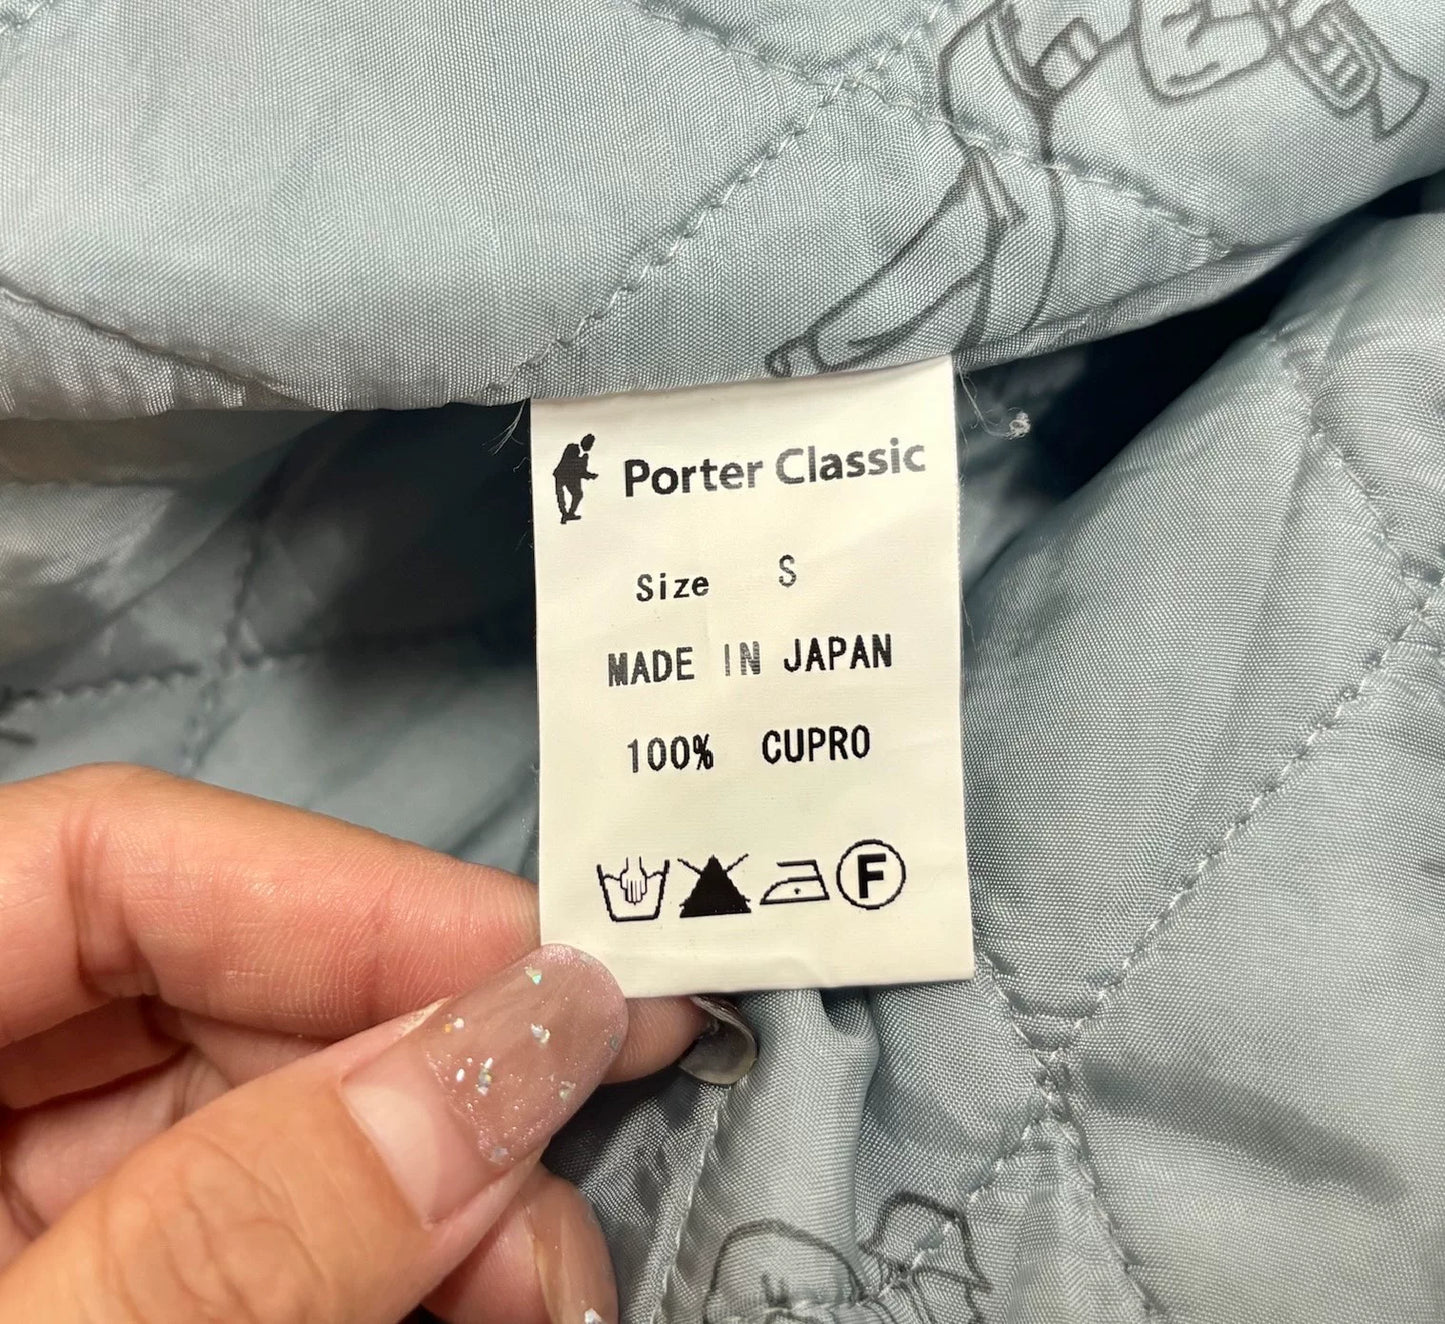 Porter Classic
Size S
MADE IN JAPAN
100% CUPRO
F